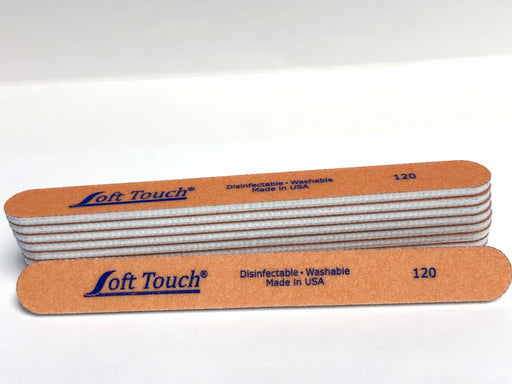 Soft Touch®
Disinfectable • Washable
Made in USA
120
Soft Touch®
Disinfectable • Washable
Made in USA
120